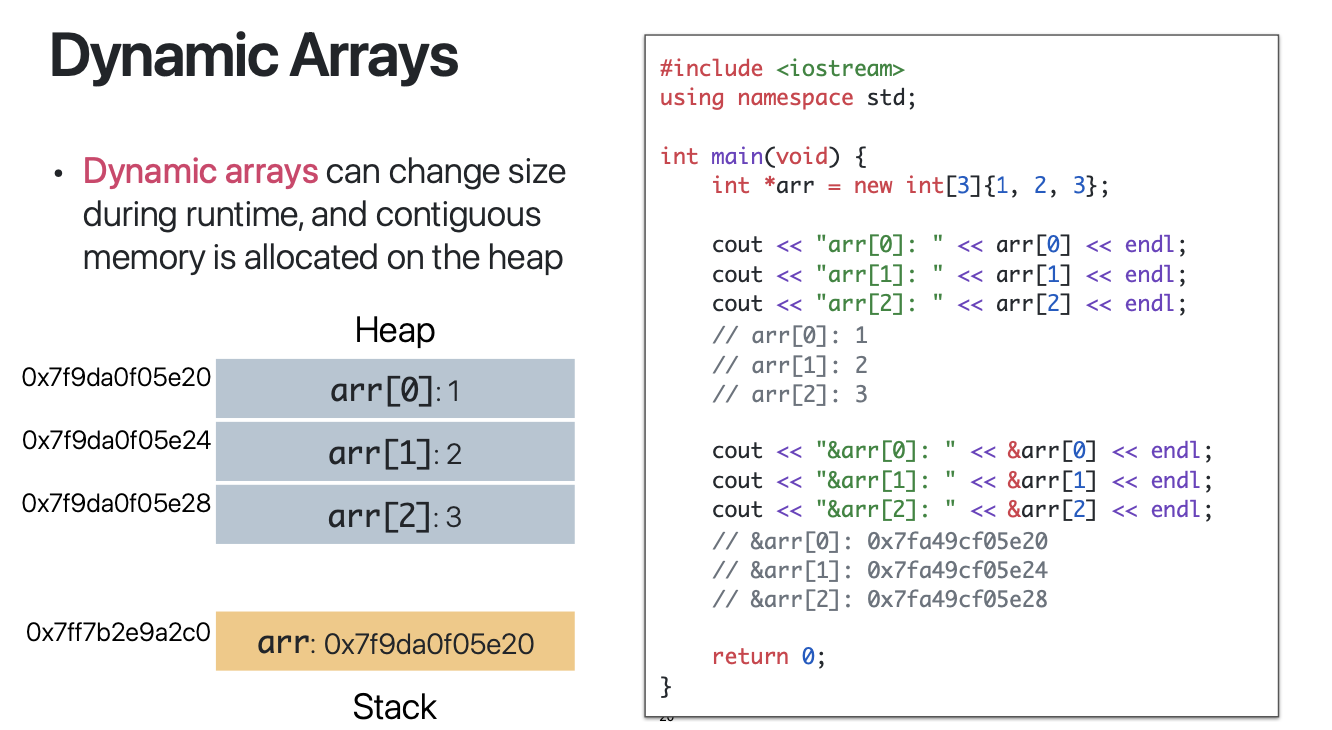 Dynamic Arrays
• Dynamic arrays can change size
during runtime, and contiguous
memory is allocated on the heap
Heap
0x7f9da0f05e20 arr[0]: 1
0x7f9da0f05e24 arr[1]: 2
0x7f9da0f05e28 arr[2]: 3
0x7ff7b2e9a2c0 arr: 0x7f9da0f05e20
Stack
#include <iostream>
using namespace std;
int main(void) {
    int *arr = new int[3]{1, 2, 3};
    cout << "arr[0]: " << arr[0] << endl;
    cout << "arr[1]: " << arr[1] << endl;
    cout << "arr[2]: " << arr[2] << endl;
    // arr[0]: 1
    // arr[1]: 2
    // arr[2]: 3
    cout << "&arr[0]: " << &arr[0] << endl;
    cout << "&arr[1]: " << &arr[1] << endl;
    cout << "&arr[2]: " << &arr[2] << endl;
    // &arr[0]: 0x7fa49cf05e20
    // &arr[1]: 0x7fa49cf05e24
    // &arr[2]: 0x7fa49cf05e28
    return 0;
}